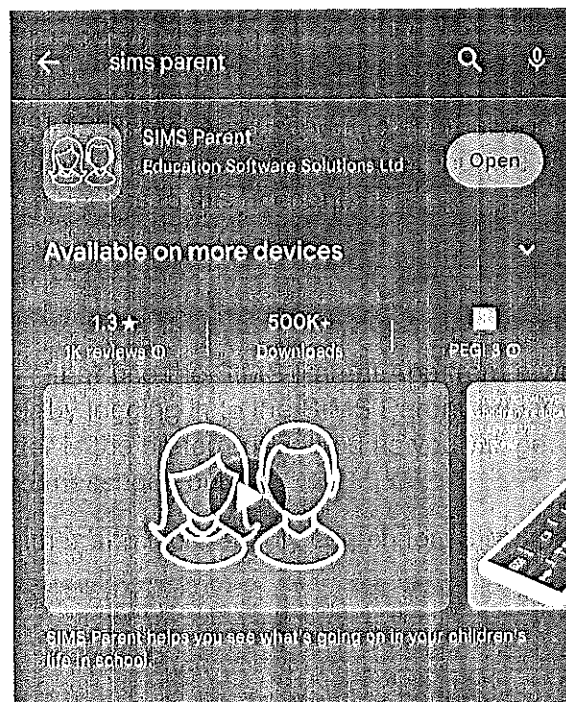 sims parent
SIMS Parent
Education Software Solutions Ltd
Open
Available on more devices
1.3★
500K+
1K reviews
Downloads
PEGI 3
SIMS Parent helps you see what's going on in your children's
life in school.